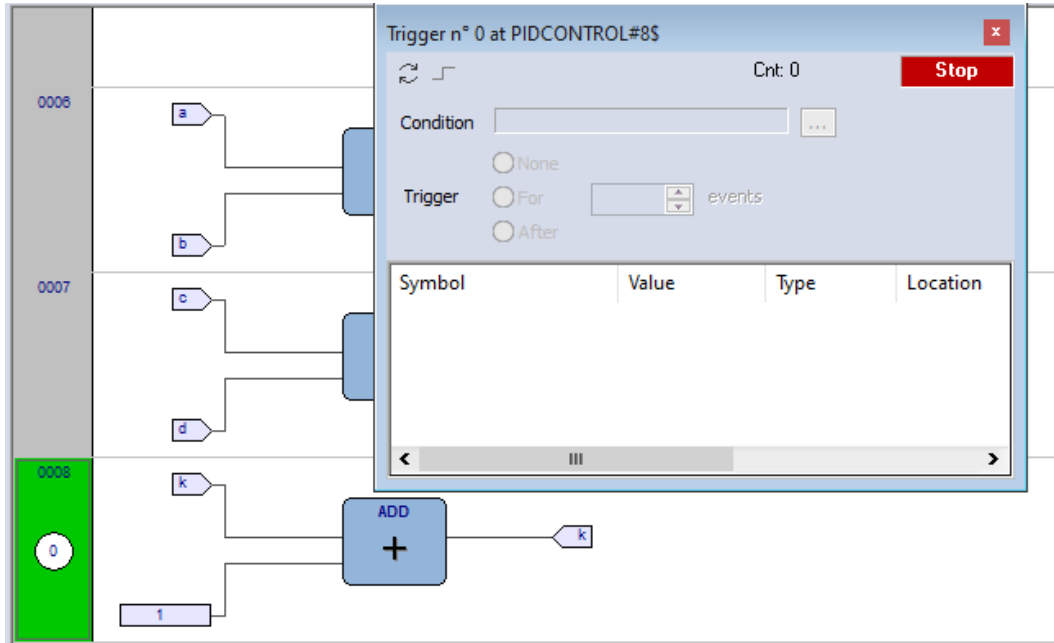 Trigger n° 0 at PIDCONTROL#8$
x
Cnt: 0 Stop
Condition ...
None
Trigger For events
After
Symbol Value Type Location
0006
a
b
0007
c
d
0008
k
ADD
+
k
0
1